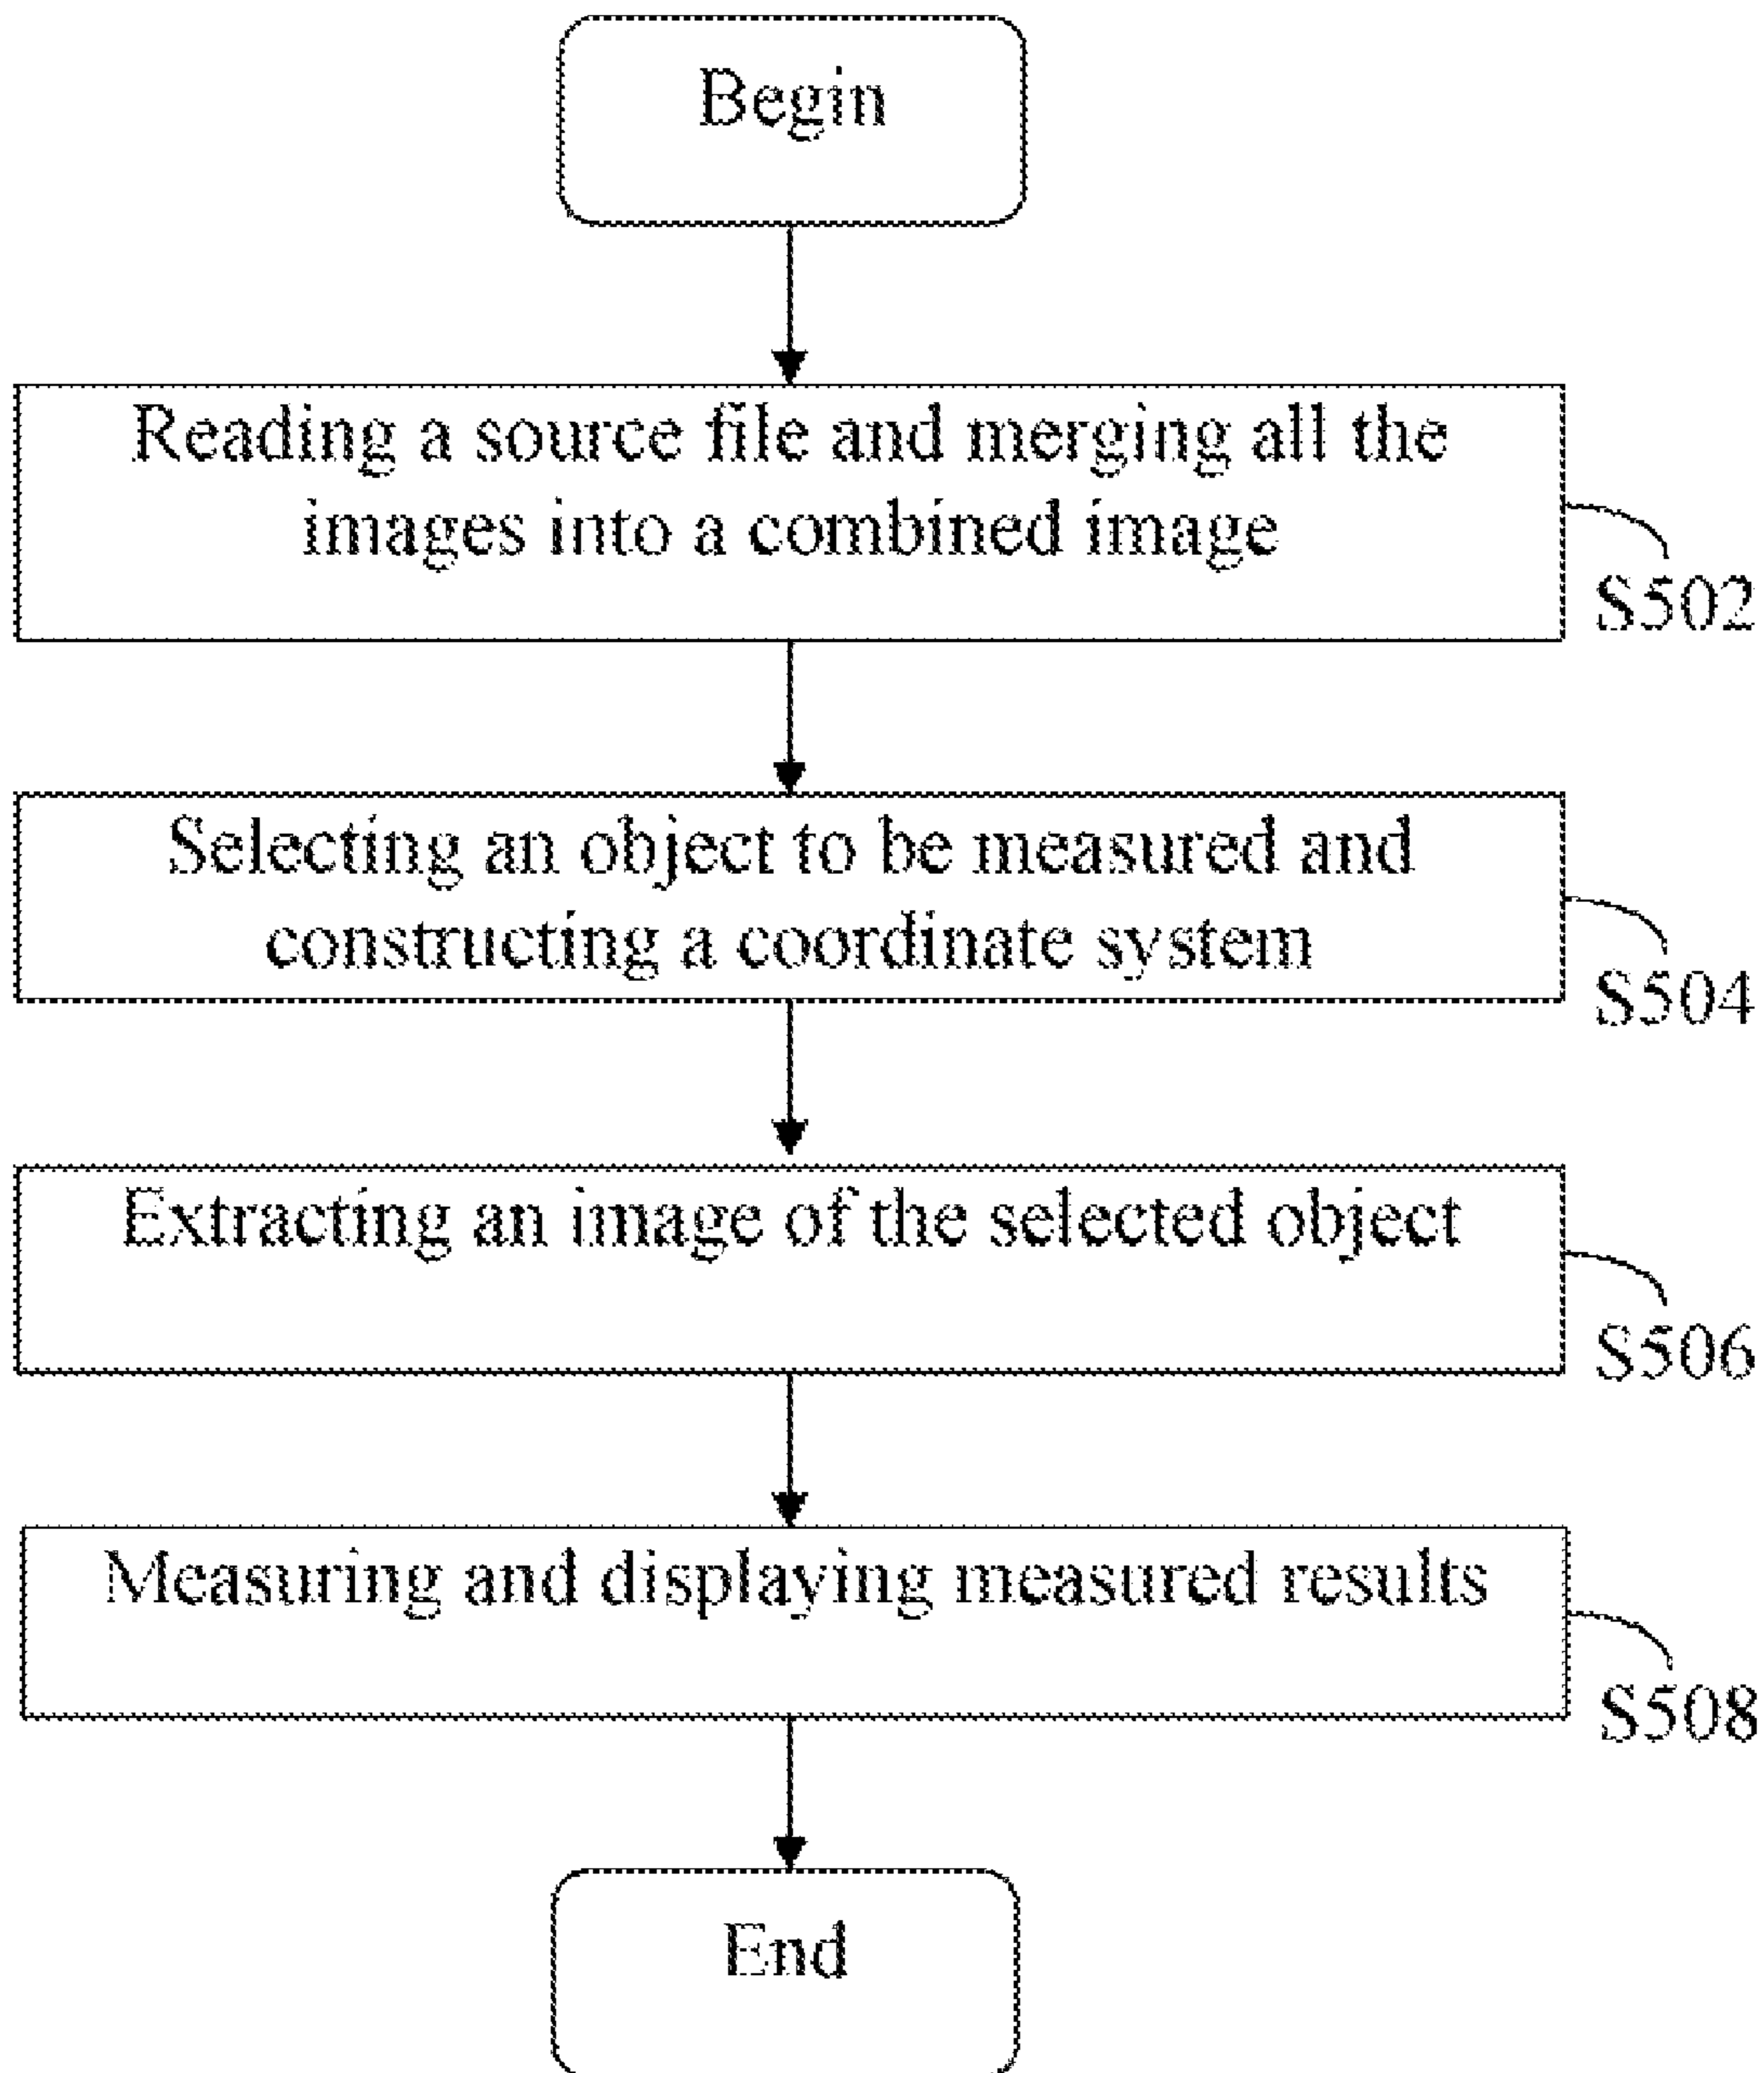 Begin
Reading a source file and merging all the
images into a combined image
S502
Selecting an object to be measured and
constructing a coordinate system
S504
Extracting an image of the selected object
S506
Measuring and displaying measured results
S508
End